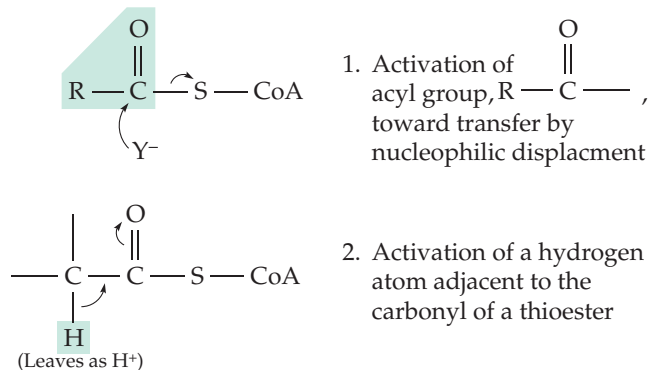 O
R — C — S — CoA
Y⁻
1. Activation of
acyl group, R — C — ,
O
toward transfer by
nucleophilic displacment
O
— C — C — S — CoA
H
(Leaves as H⁺)
2. Activation of a hydrogen
atom adjacent to the
carbonyl of a thioester